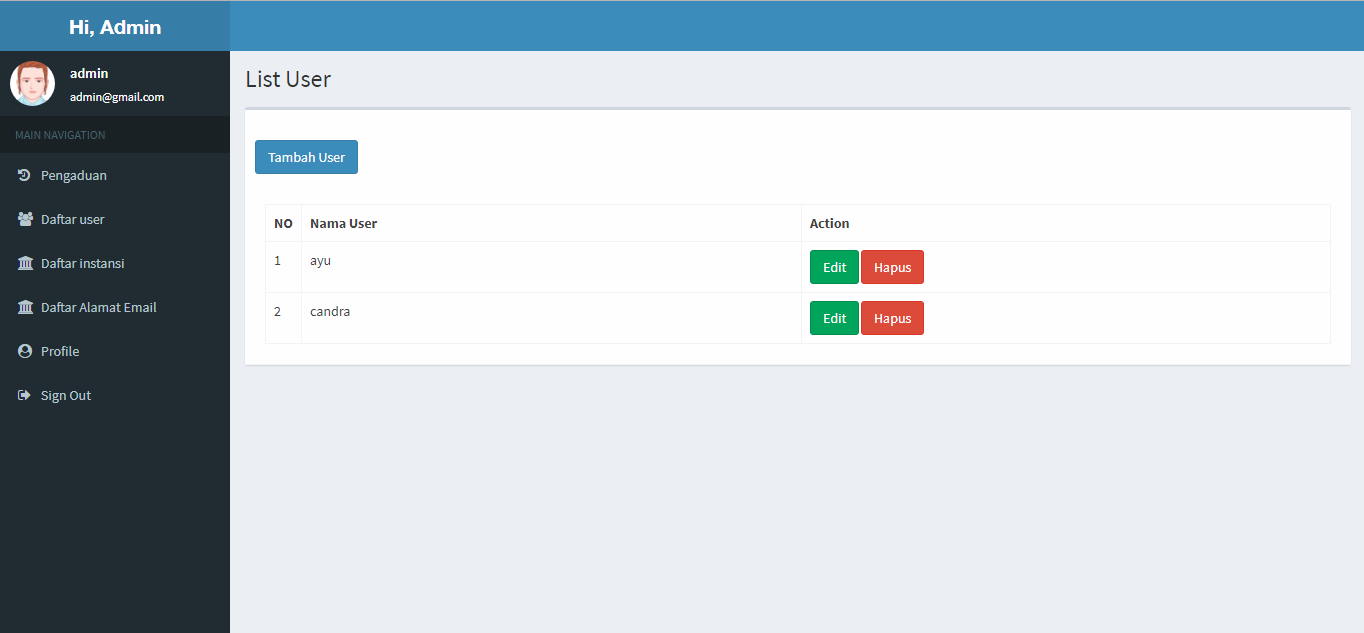 Hi, Admin
admin
admin@gmail.com
MAIN NAVIGATION
Pengaduan
Daftar user
Daftar instansi
Daftar Alamat Email
Profile
Sign Out
List User
Tambah User
NO Nama User Action
1 ayu Edit Hapus
2 candra Edit Hapus